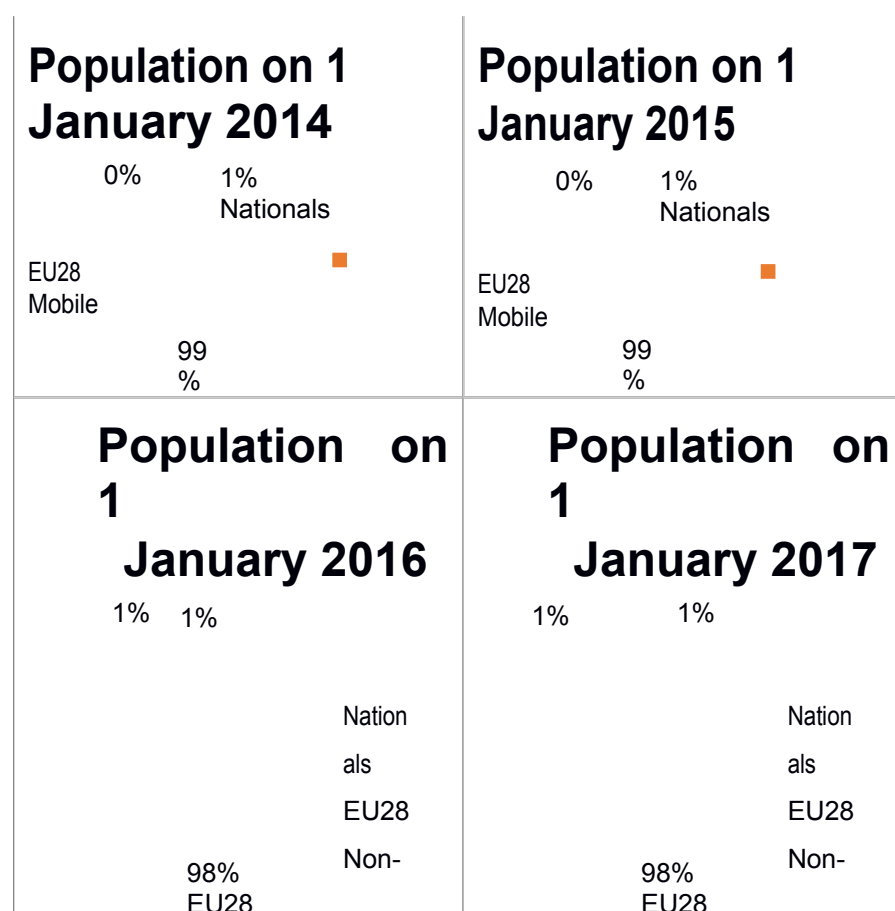 Population on 1
January 2014
0% 1%
Nationals
EU28
Mobile
99
%
Population on 1
January 2015
0% 1%
Nationals
EU28
Mobile
99
%
Population on
1
January 2016
1% 1%
Nation
als
EU28
Non-
98%
EU28
Population on
1
January 2017
1% 1%
Nation
als
EU28
Non-
98%
EU28